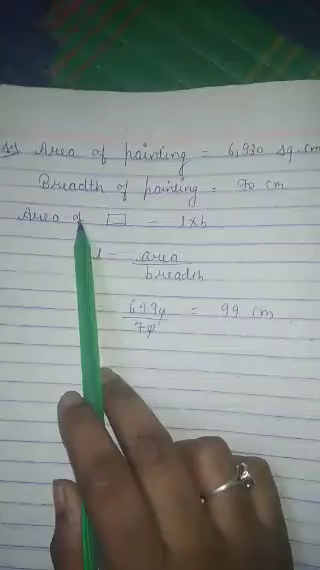 Area of painting = 6,930 sq. cm
Breadth of painting = 70 cm
Area of □ = l×b
l = area / breadth
= 6930 / 70 = 99 cm